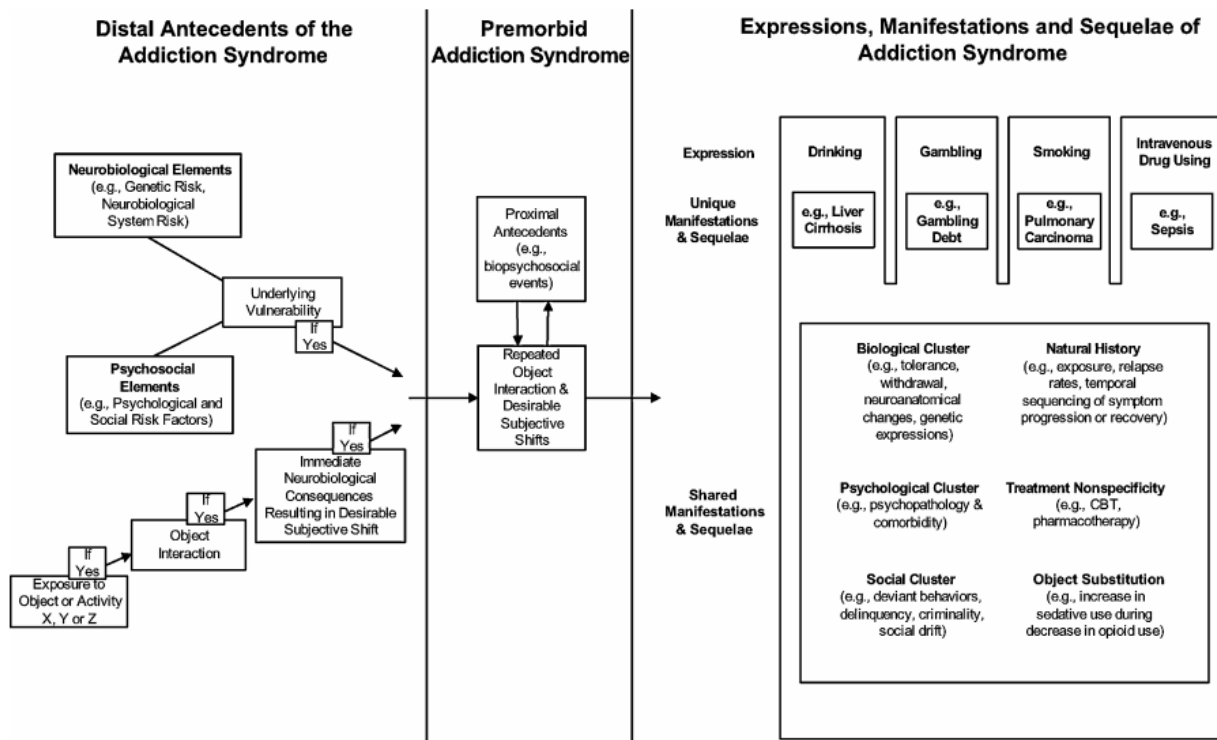 Distal Antecedents of the
Addiction Syndrome
Premorbid
Addiction Syndrome
Expressions, Manifestations and Sequelae of
Addiction Syndrome
Neurobiological Elements
(e.g., Genetic Risk,
Neurobiological
System Risk)
Underlying
Vulnerability
If
Yes
Psychosocial
Elements
(e.g., Psychological and
Social Risk Factors)
If
Yes
Immediate
Neurobiological
Consequences
Resulting in Desirable
Subjective Shift
If
Yes
Object
Interaction
If
Yes
Exposure to
Object or Activity
X, Y or Z
Proximal
Antecedents
(e.g.,
biopsychosocial
events)
Repeated
Object
Interaction &
Desirable
Subjective
Shifts
Expression
Drinking
Gambling
Smoking
Intravenous
Drug Using
Unique
Manifestations
& Sequelae
e.g., Liver
Cirrhosis
e.g.,
Gambling
Debt
e.g.,
Pulmonary
Carcinoma
e.g.,
Sepsis
Shared
Manifestations
& Sequelae
Biological Cluster
(e.g., tolerance,
withdrawal,
neuroanatomical
changes, genetic
expressions)
Natural History
(e.g., exposure, relapse
rates, temporal
sequencing of symptom
progression or recovery)
Psychological Cluster
(e.g., psychopathology &
comorbidity)
Treatment Nonspecificity
(e.g., CBT,
pharmacotherapy)
Social Cluster
(e.g., deviant behaviors,
delinquency, criminality,
social drift)
Object Substitution
(e.g., increase in
sedative use during
decrease in opioid use)